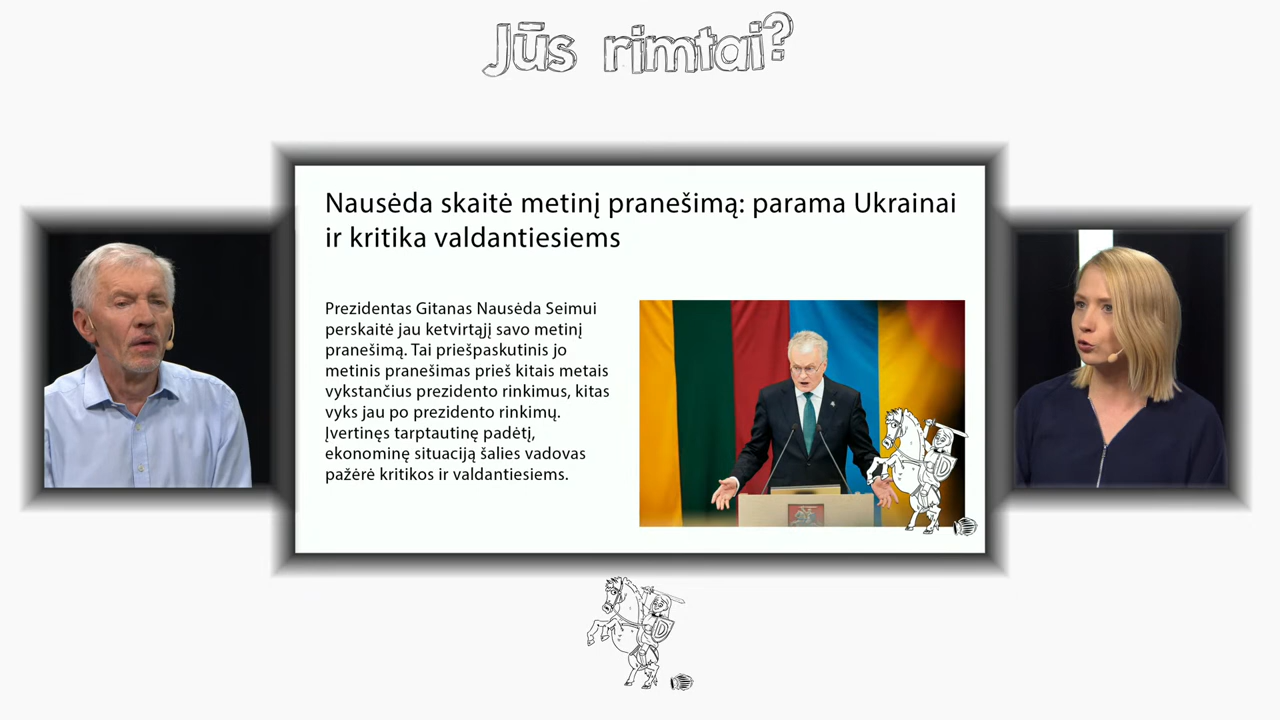 Jūs rimtai?
Nausėda skaitė metinį pranešimą: parama Ukrainai
ir kritika valdantiesiems
Prezidentas Gitanas Nausėda Seimui
perskaitė jau ketvirtąjį savo metinį
pranešimą. Tai priešpaskutinis jo
metinis pranešimas prieš kitais metais
vykstančius prezidento rinkimus, kitas
vyks jau po prezidento rinkimų.
Įvertinęs tarptautinę padėtį,
ekonominę situaciją šalies vadovas
pažėrė kritikos ir valdantiesiems.
D
D